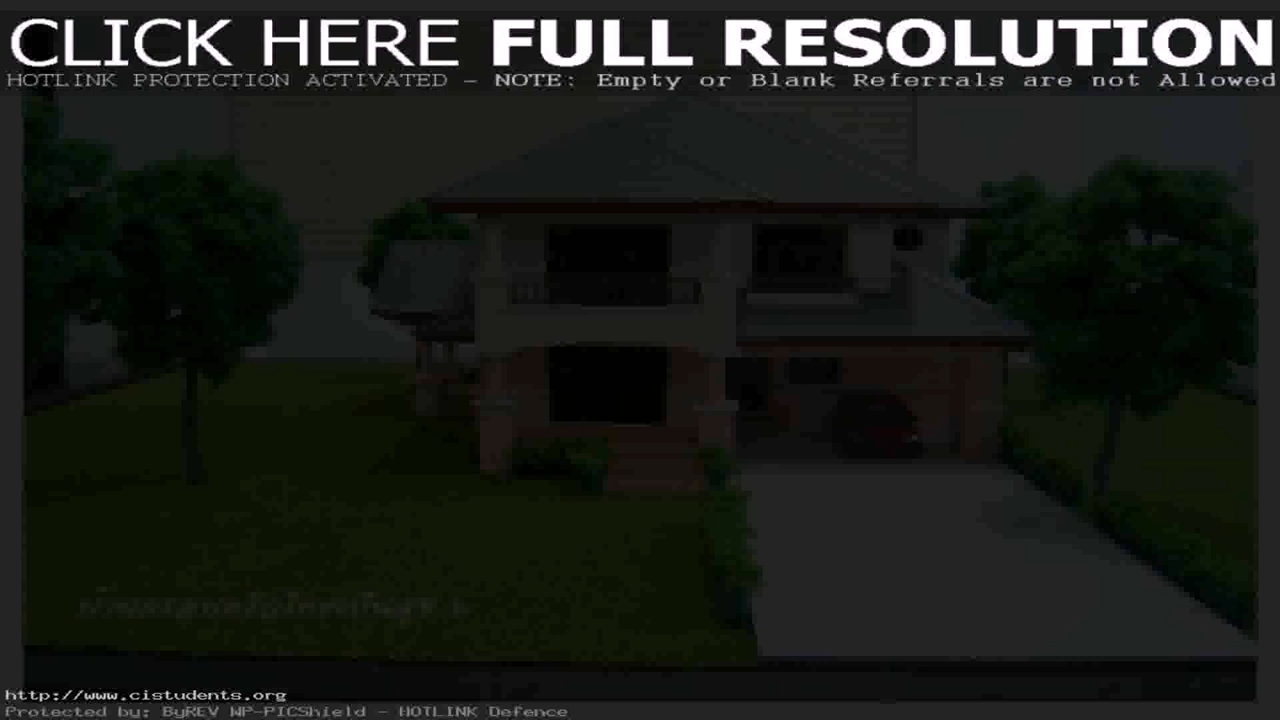 CLICK HERE FULL RESOLUTION
HOTLINK PROTECTION ACTIVATED - NOTE: Empty or Blank Referrals are not Allowed
http://www.cistudents.org
Protected by: ByREV WP-PICShield - HOTLINK Defence